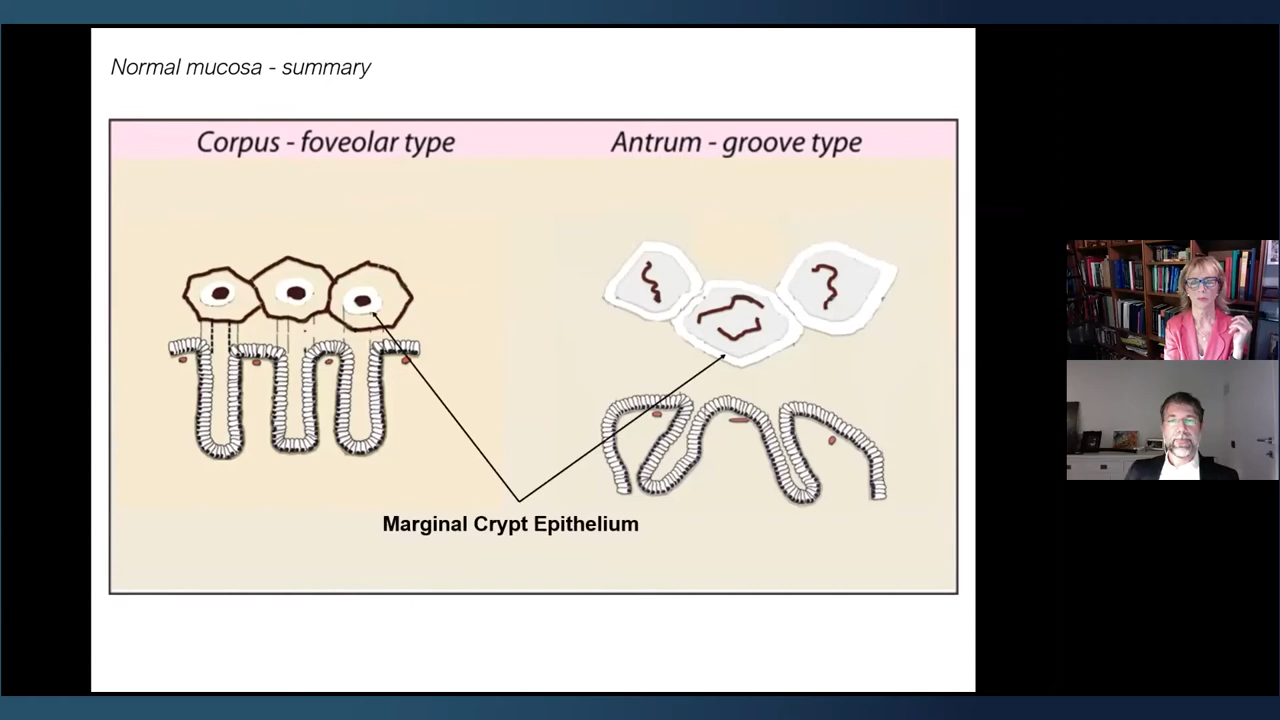 Normal mucosa - summary
Corpus - foveolar type
Antrum - groove type
Marginal Crypt Epithelium